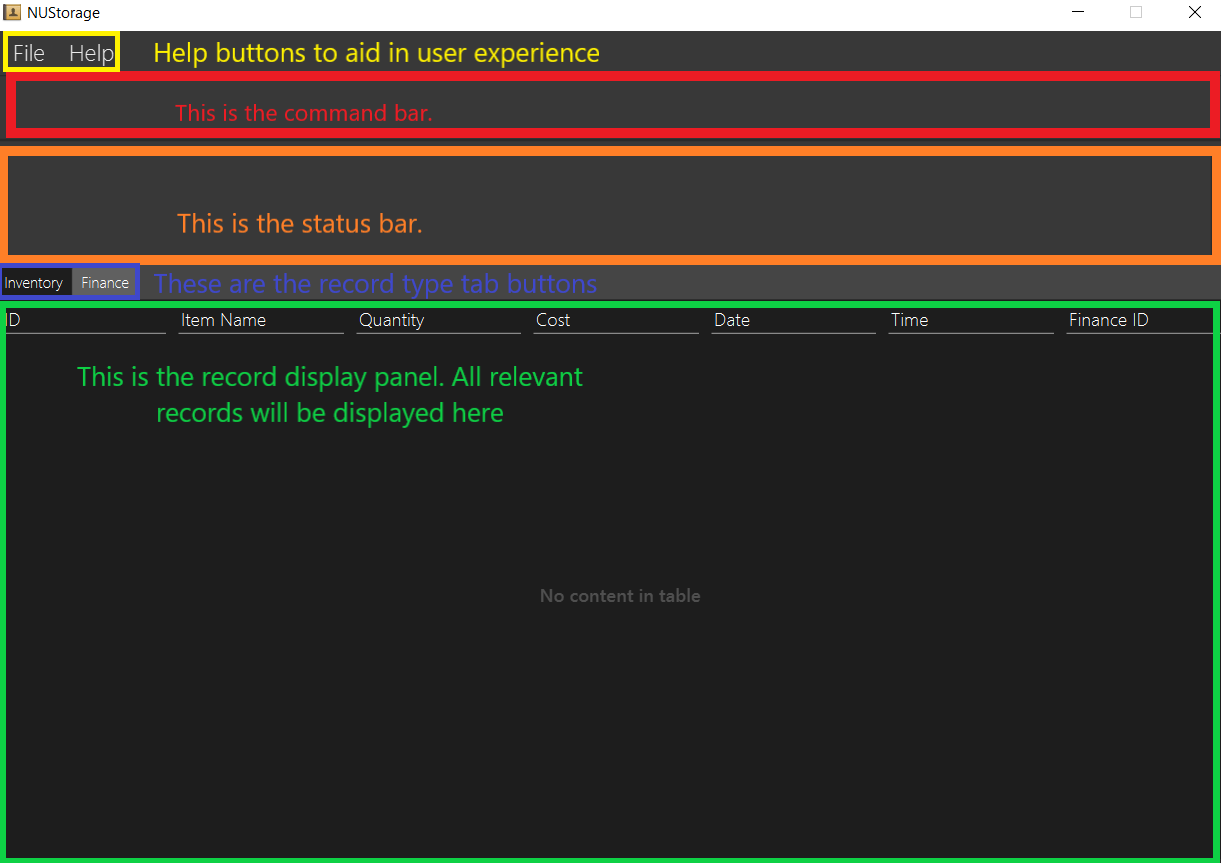 NUStorage
File Help Help buttons to aid in user experience
This is the command bar.
This is the status bar.
Inventory Finance These are the record type tab buttons
ID Item Name Quantity Cost Date Time Finance ID
This is the record display panel. All relevant
records will be displayed here
No content in table